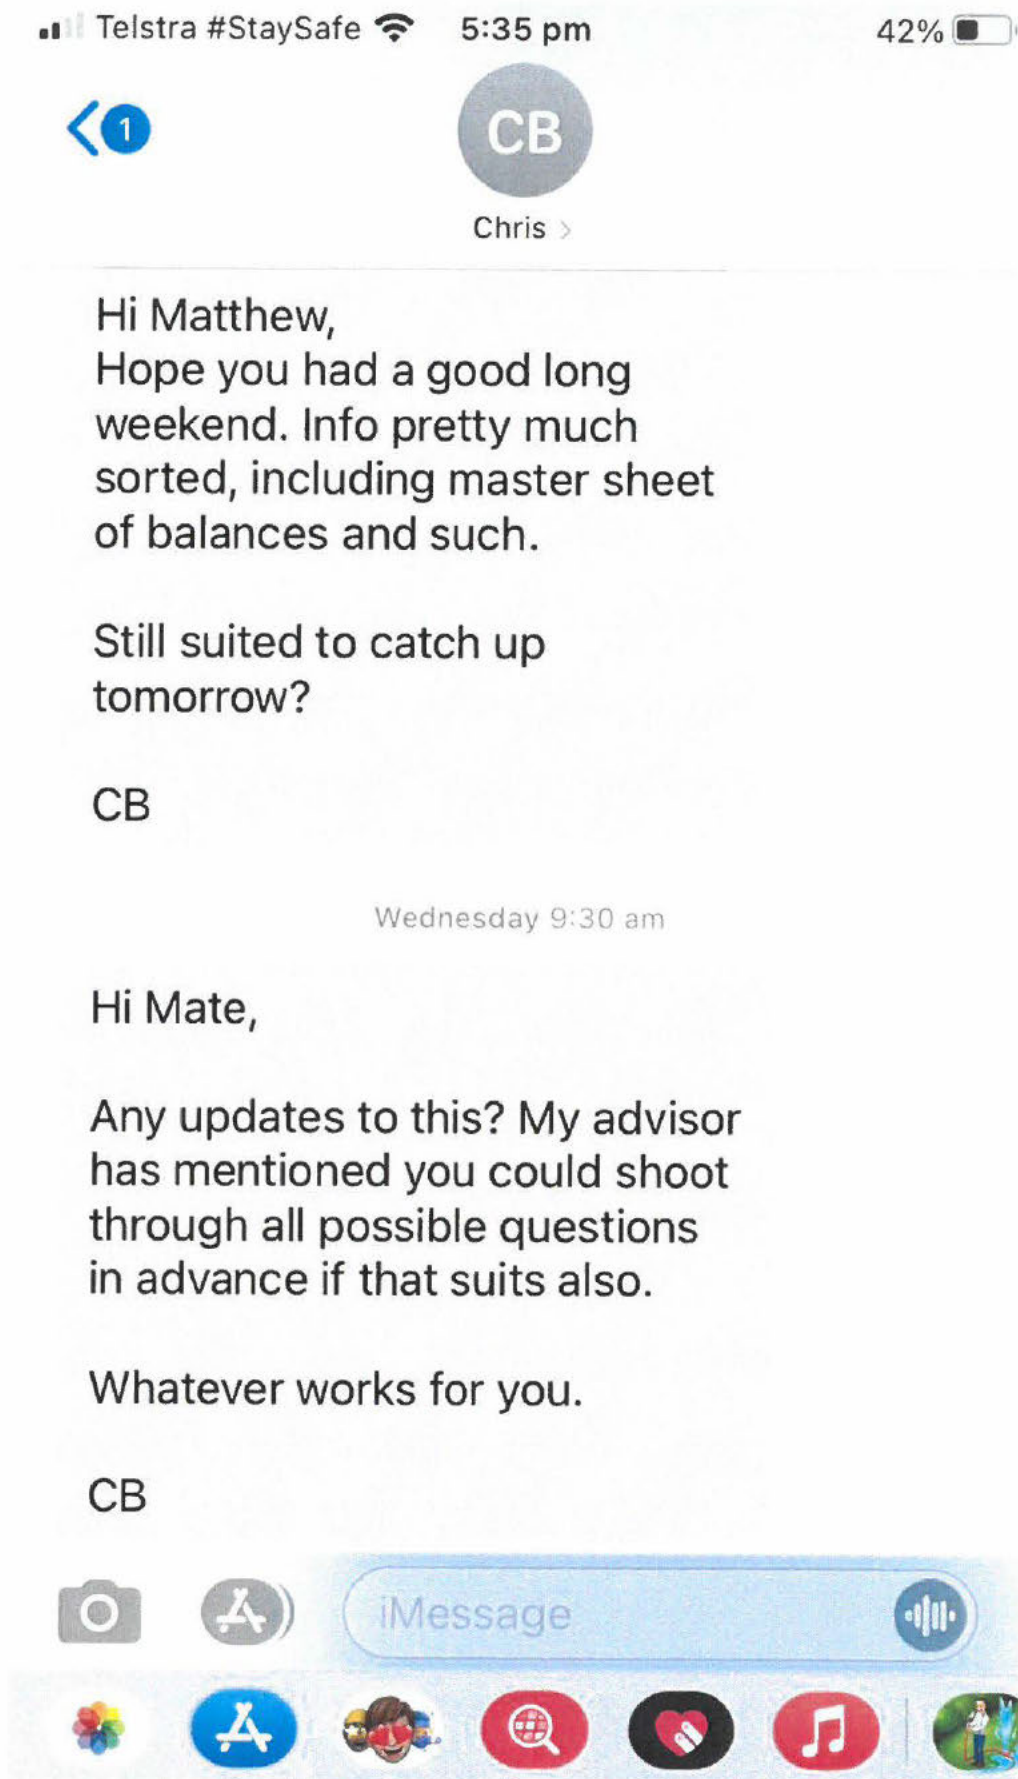 Telstra #StaySafe 5:35 pm 42%
1
CB
Chris
Hi Matthew,
Hope you had a good long
weekend. Info pretty much
sorted, including master sheet
of balances and such.
Still suited to catch up
tomorrow?
CB
Wednesday 9:30 am
Hi Mate,
Any updates to this? My advisor
has mentioned you could shoot
through all possible questions
in advance if that suits also.
Whatever works for you.
CB
iMessage